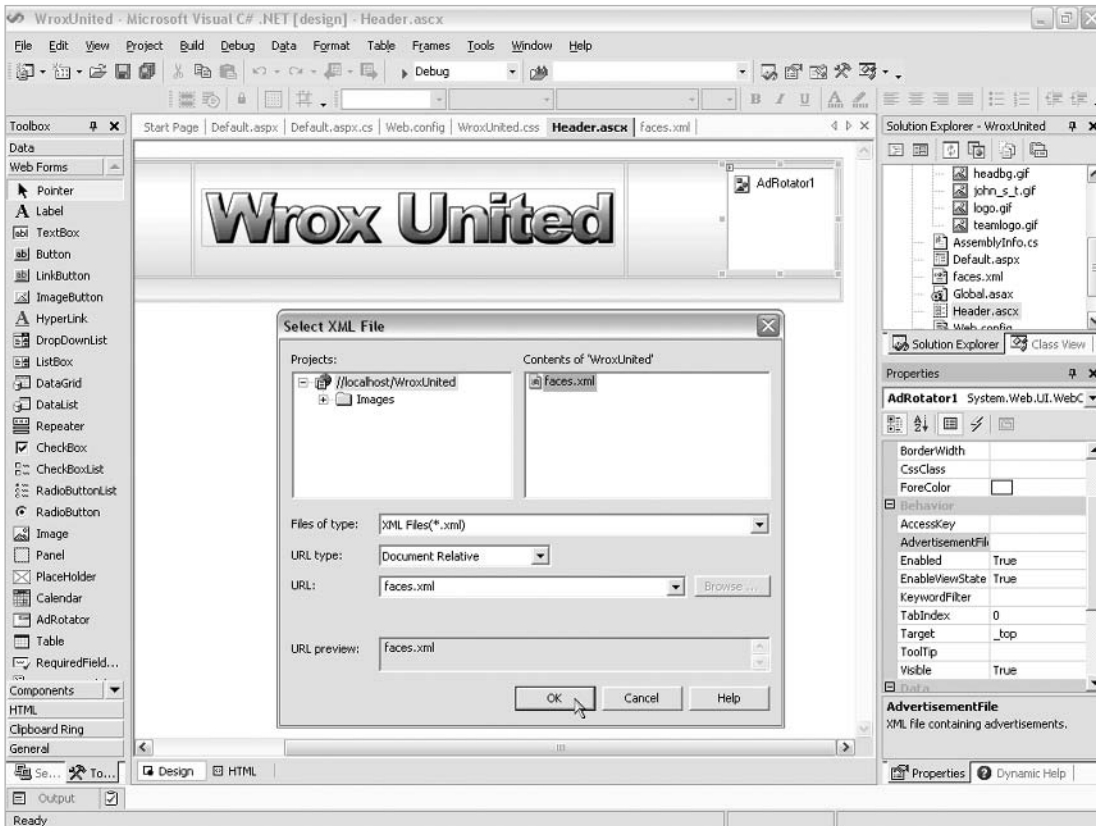 WroxUnited - Microsoft Visual C# .NET [design] - Header.ascx
File Edit View Project Build Debug Data Format Table Frames Tools Window Help
Debug
B I U A
Toolbox
Data
Web Forms
Pointer
A Label
abl TextBox
ab Button
ab LinkButton
ImageButton
A HyperLink
DropDownList
ListBox
DataGrid
DataList
Repeater
CheckBox
CheckBoxList
RadioButtonList
RadioButton
Image
Panel
PlaceHolder
Calendar
AdRotator
Table
RequiredField...
Components
HTML
Clipboard Ring
General
Se... To...
Start Page Default.aspx Default.aspx.cs Web.config WroxUnited.css Header.ascx faces.xml
Wrox United
AdRotator1
Select XML File
Projects:
//localhost/WroxUnited
Images
Contents of 'WroxUnited'
faces.xml
Files of type: XML Files(*.xml)
URL type: Document Relative
URL: faces.xml Browse ...
URL preview: faces.xml
OK Cancel Help
Design HTML
Solution Explorer - WroxUnited
headbg.gif
john_s_t.gif
logo.gif
teamlogo.gif
AssemblyInfo.cs
Default.aspx
faces.xml
Global.asax
Header.ascx
Web.config
Solution Explorer Class View
Properties
AdRotator1 System.Web.UI.WebC
BorderWidth
CssClass
ForeColor
Behavior
AccessKey
AdvertisementFil
Enabled True
EnableViewState True
KeywordFilter
TabIndex 0
Target _top
ToolTip
Visible True
Data
AdvertisementFile
XML file containing advertisements.
Properties Dynamic Help
Output
Ready